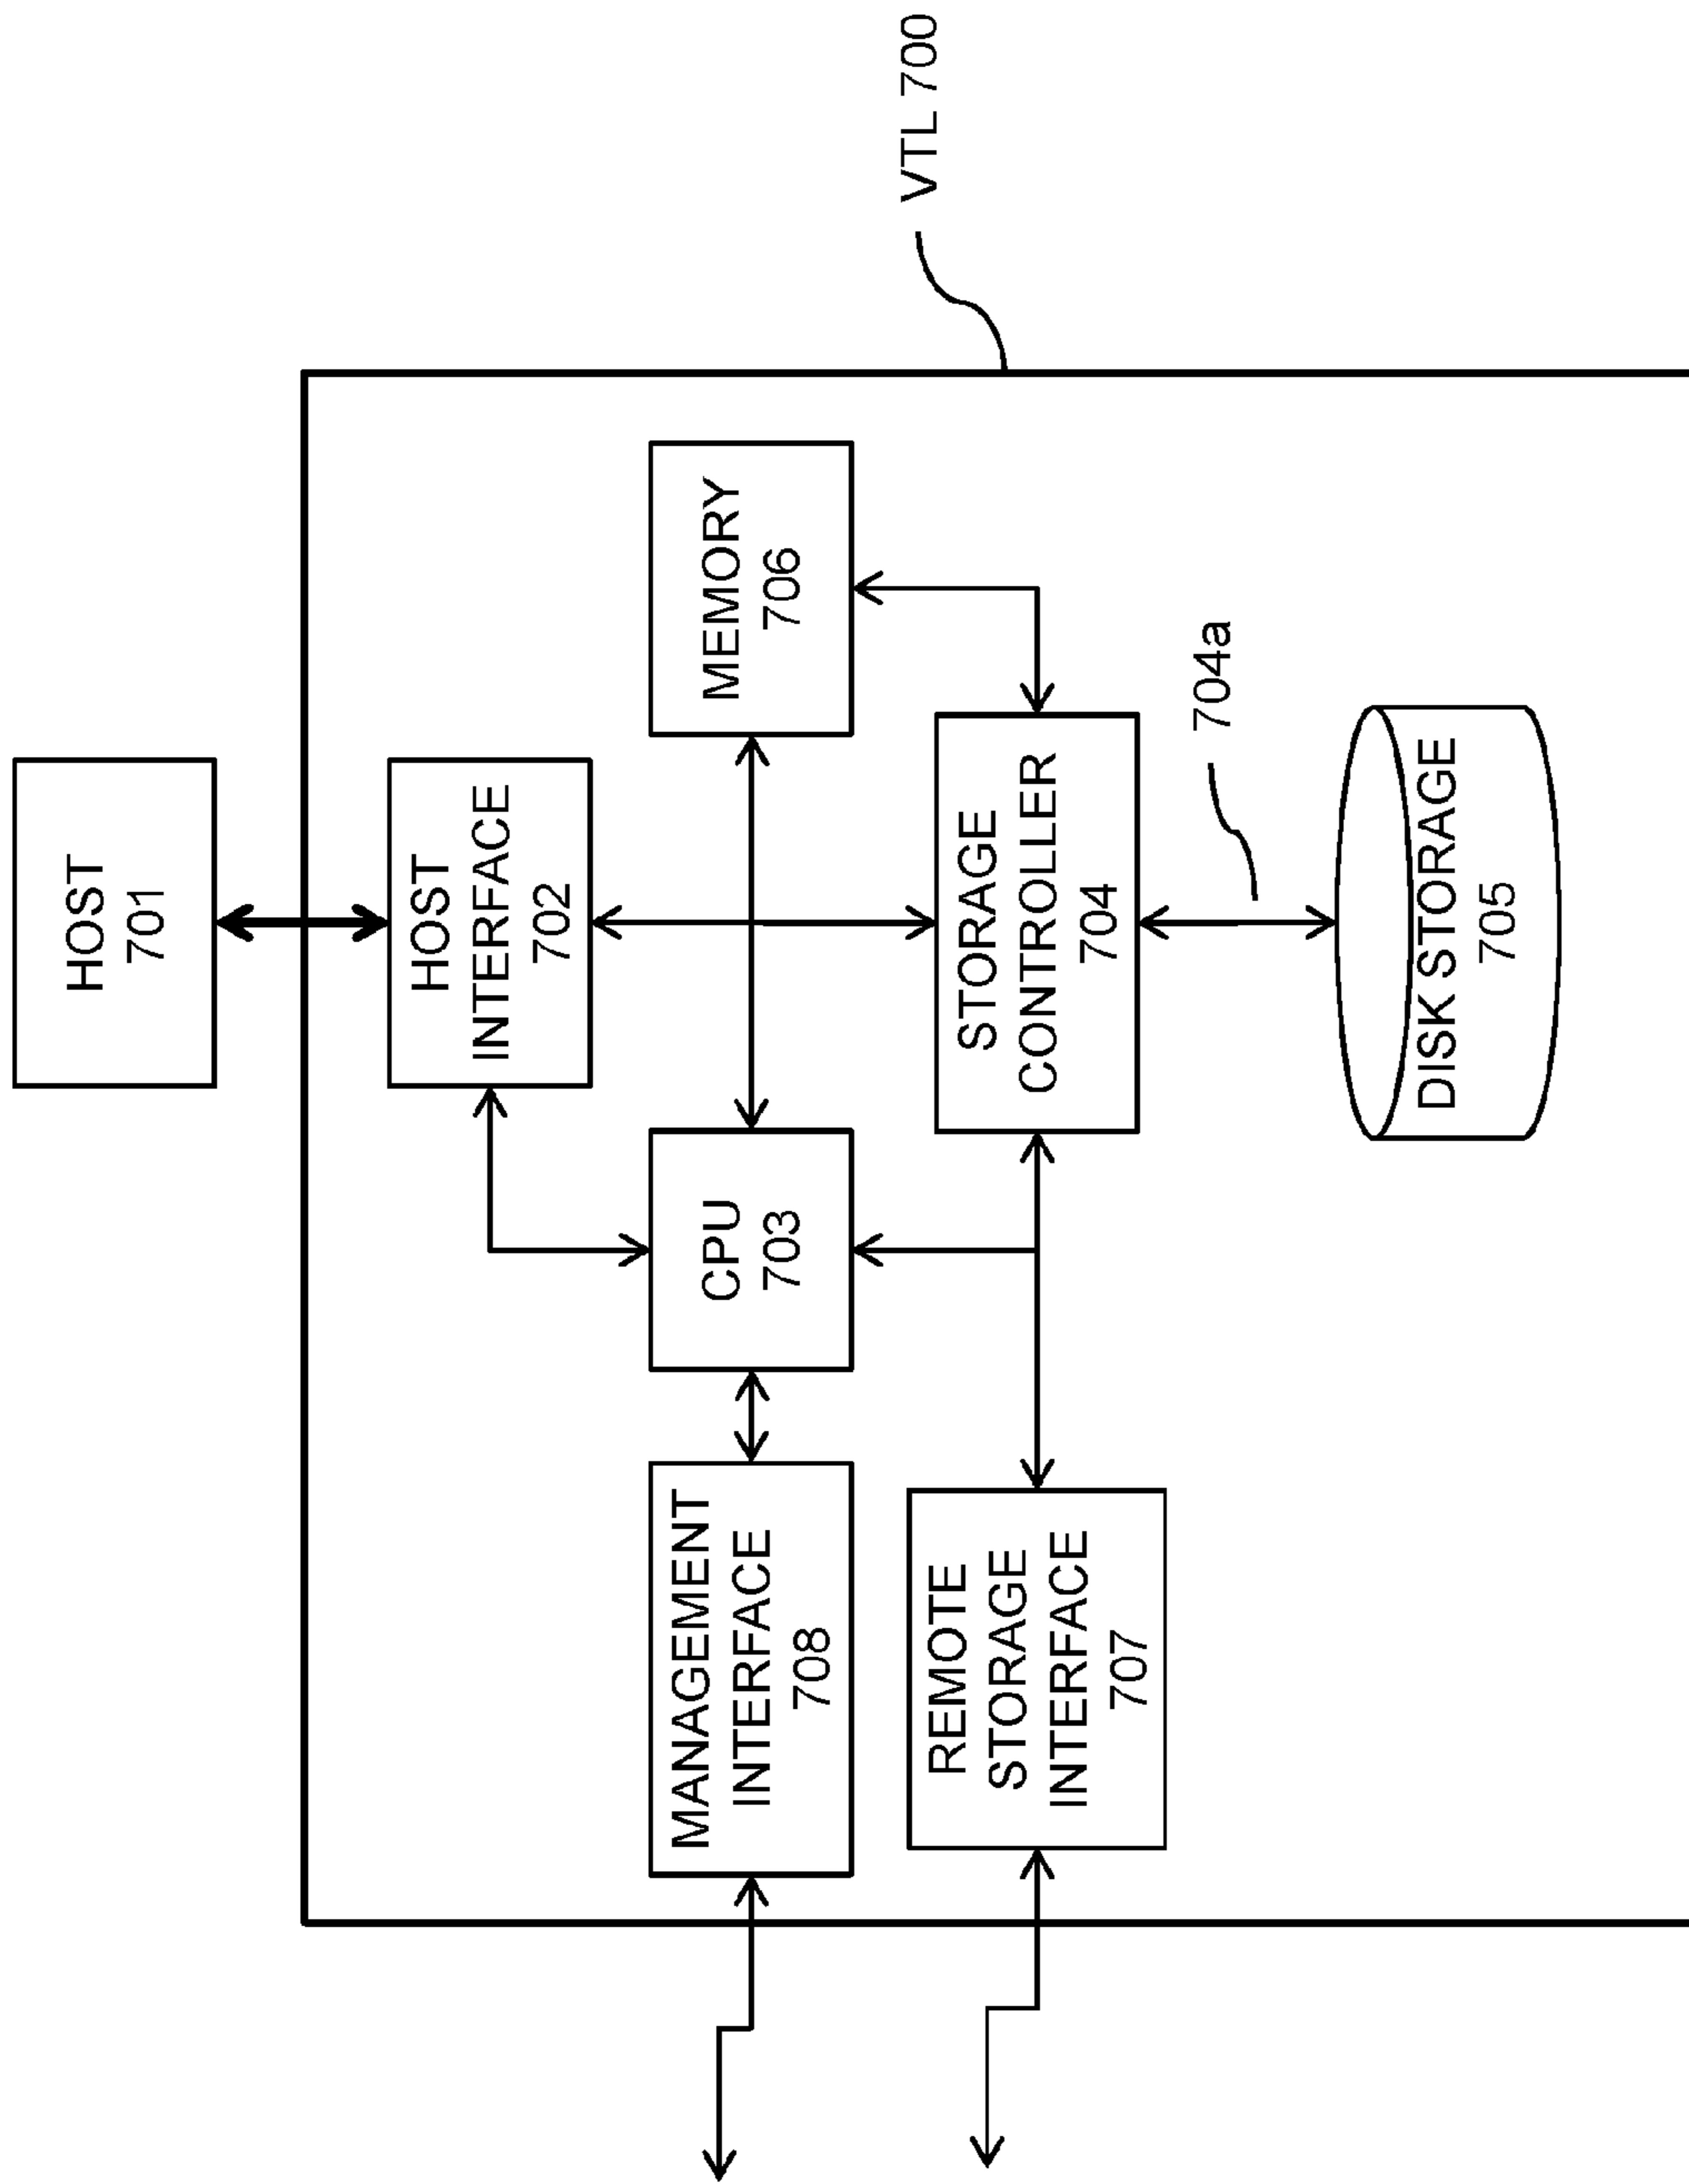 HOST
701
VTL 700
HOST
INTERFACE
702
MANAGEMENT
INTERFACE
708
CPU
703
MEMORY
706
REMOTE
STORAGE
INTERFACE
707
STORAGE
CONTROLLER
704
704a
DISK STORAGE
705